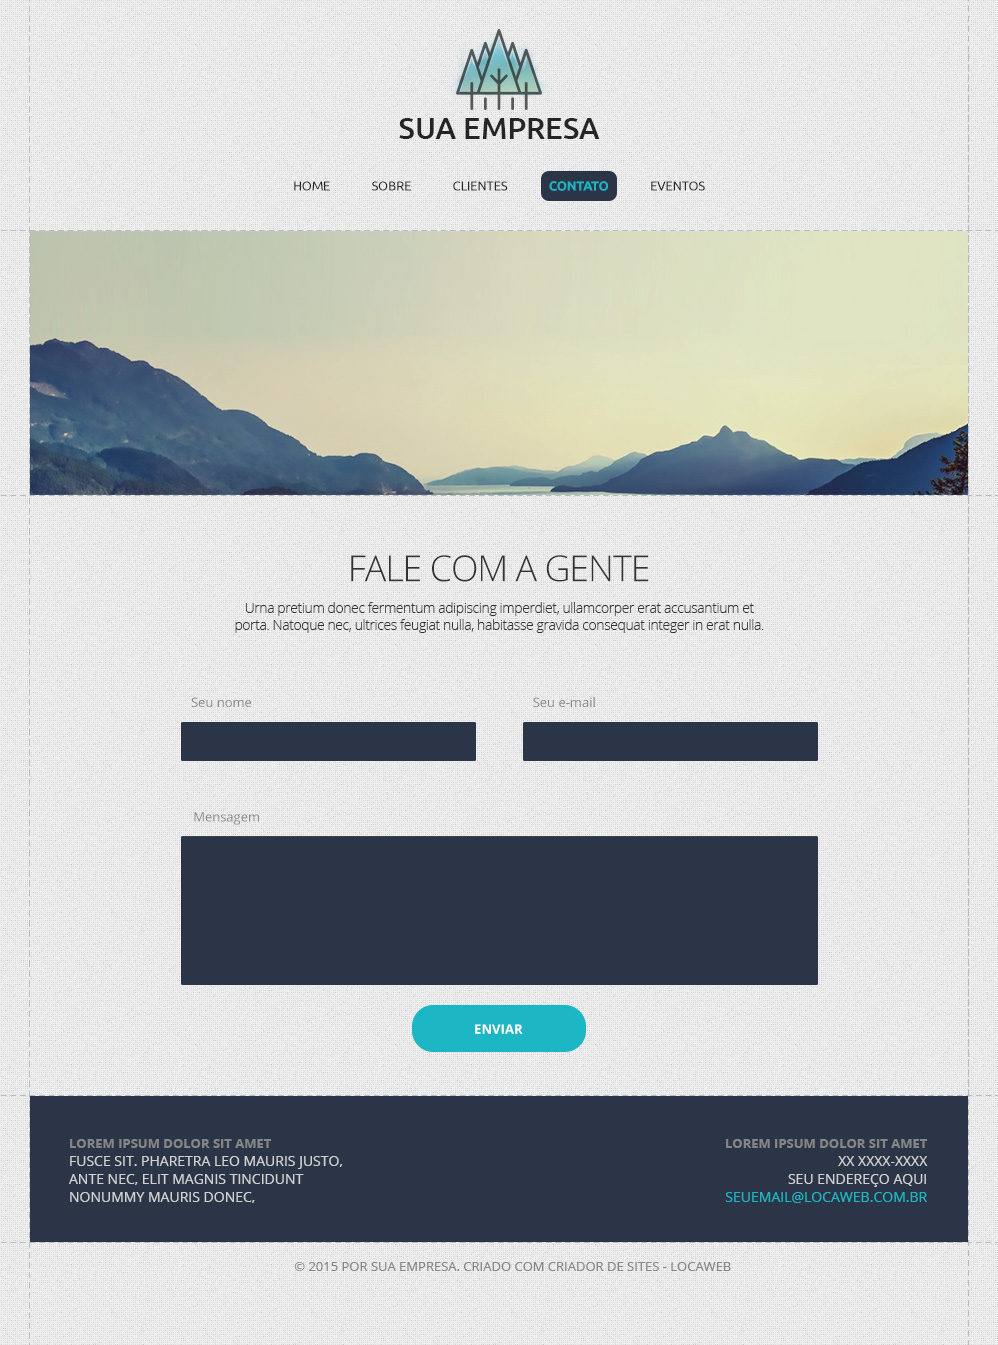 SUA EMPRESA
HOME SOBRE CLIENTES CONTATO EVENTOS
FALE COM A GENTE
Urna pretium donec fermentum adipiscing imperdiet, ullamcorper erat accusantium et
porta. Natoque nec, ultrices feugiat nulla, habitasse gravida consequat integer in erat nulla.
Seu nome
Seu e-mail
Mensagem
ENVIAR
LOREM IPSUM DOLOR SIT AMET
FUSCE SIT. PHARETRA LEO MAURIS JUSTO,
ANTE NEC, ELIT MAGNIS TINCIDUNT
NONUMMY MAURIS DONEC,
LOREM IPSUM DOLOR SIT AMET
XX XXXX-XXXX
SEU ENDEREÇO AQUI
SEUEMAIL@LOCAWEB.COM.BR
© 2015 POR SUA EMPRESA. CRIADO COM CRIADOR DE SITES - LOCAWEB